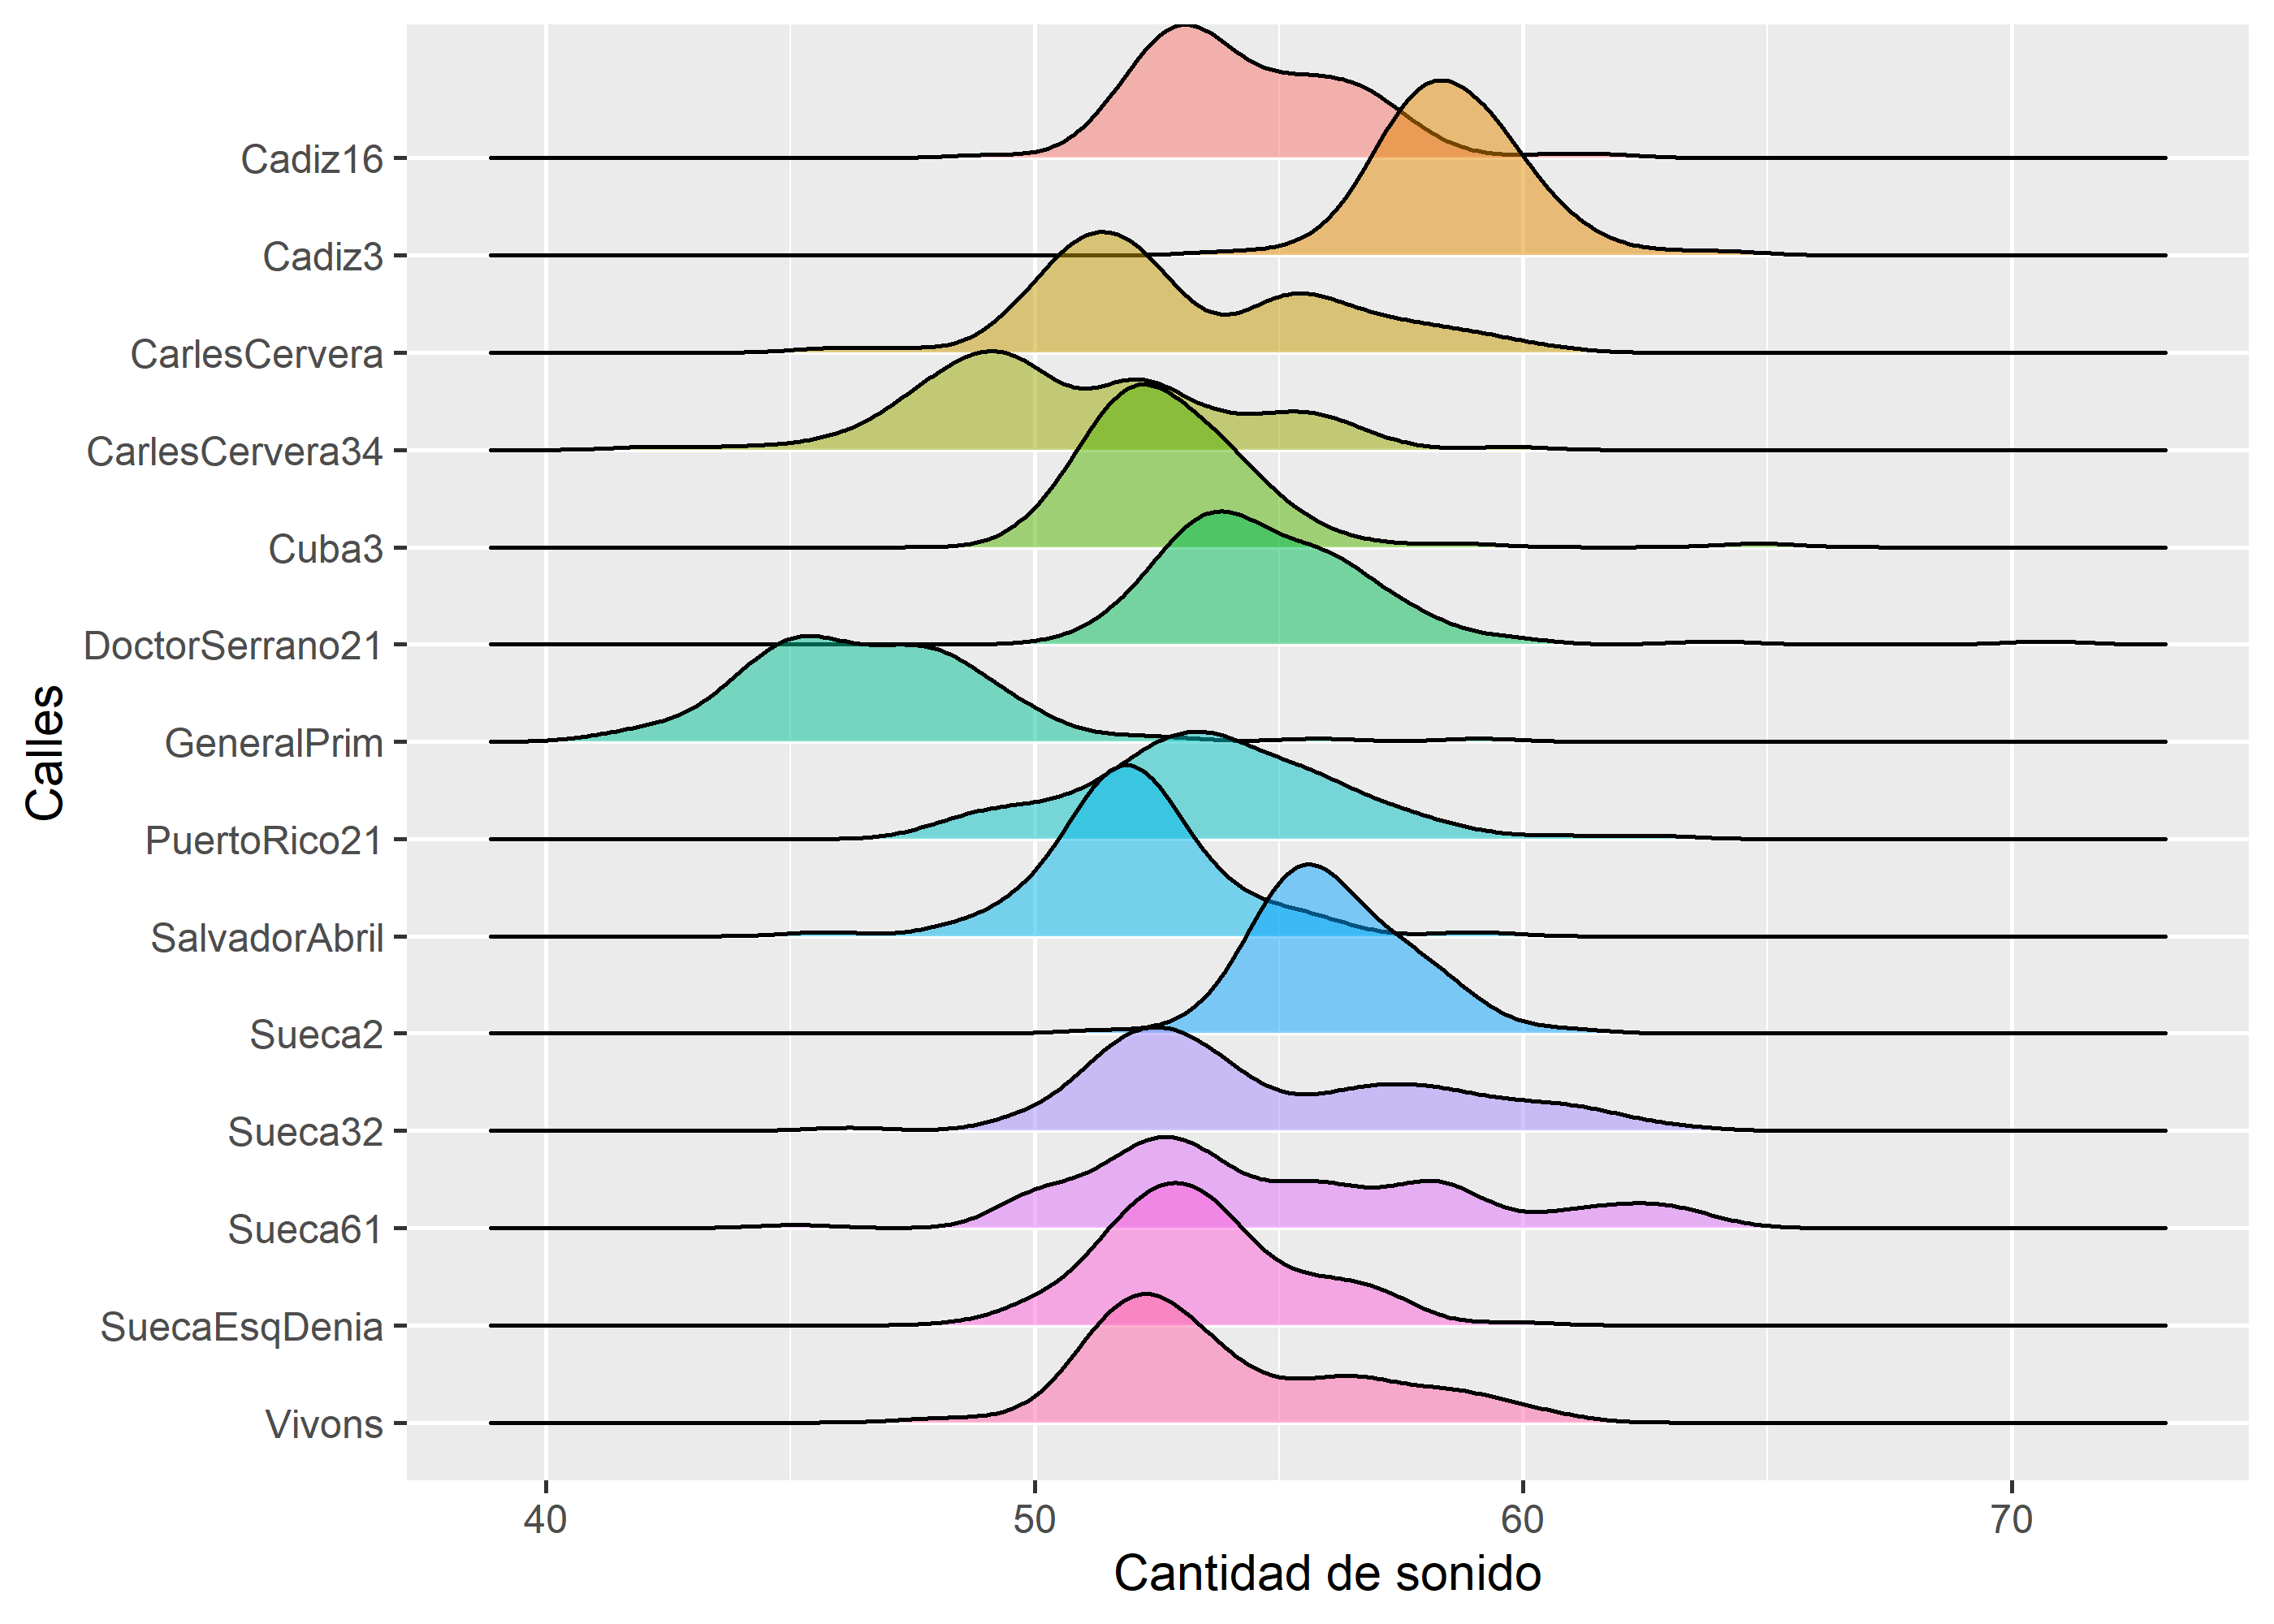 Calles
Cadiz16
Cadiz3
CarlesCervera
CarlesCervera34
Cuba3
DoctorSerrano21
GeneralPrim
PuertoRico21
SalvadorAbril
Sueca2
Sueca32
Sueca61
SuecaEsqDenia
Vivons
40 50 60 70
Cantidad de sonido